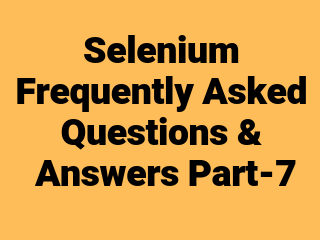 Selenium
Frequently Asked
Questions &
Answers Part-7